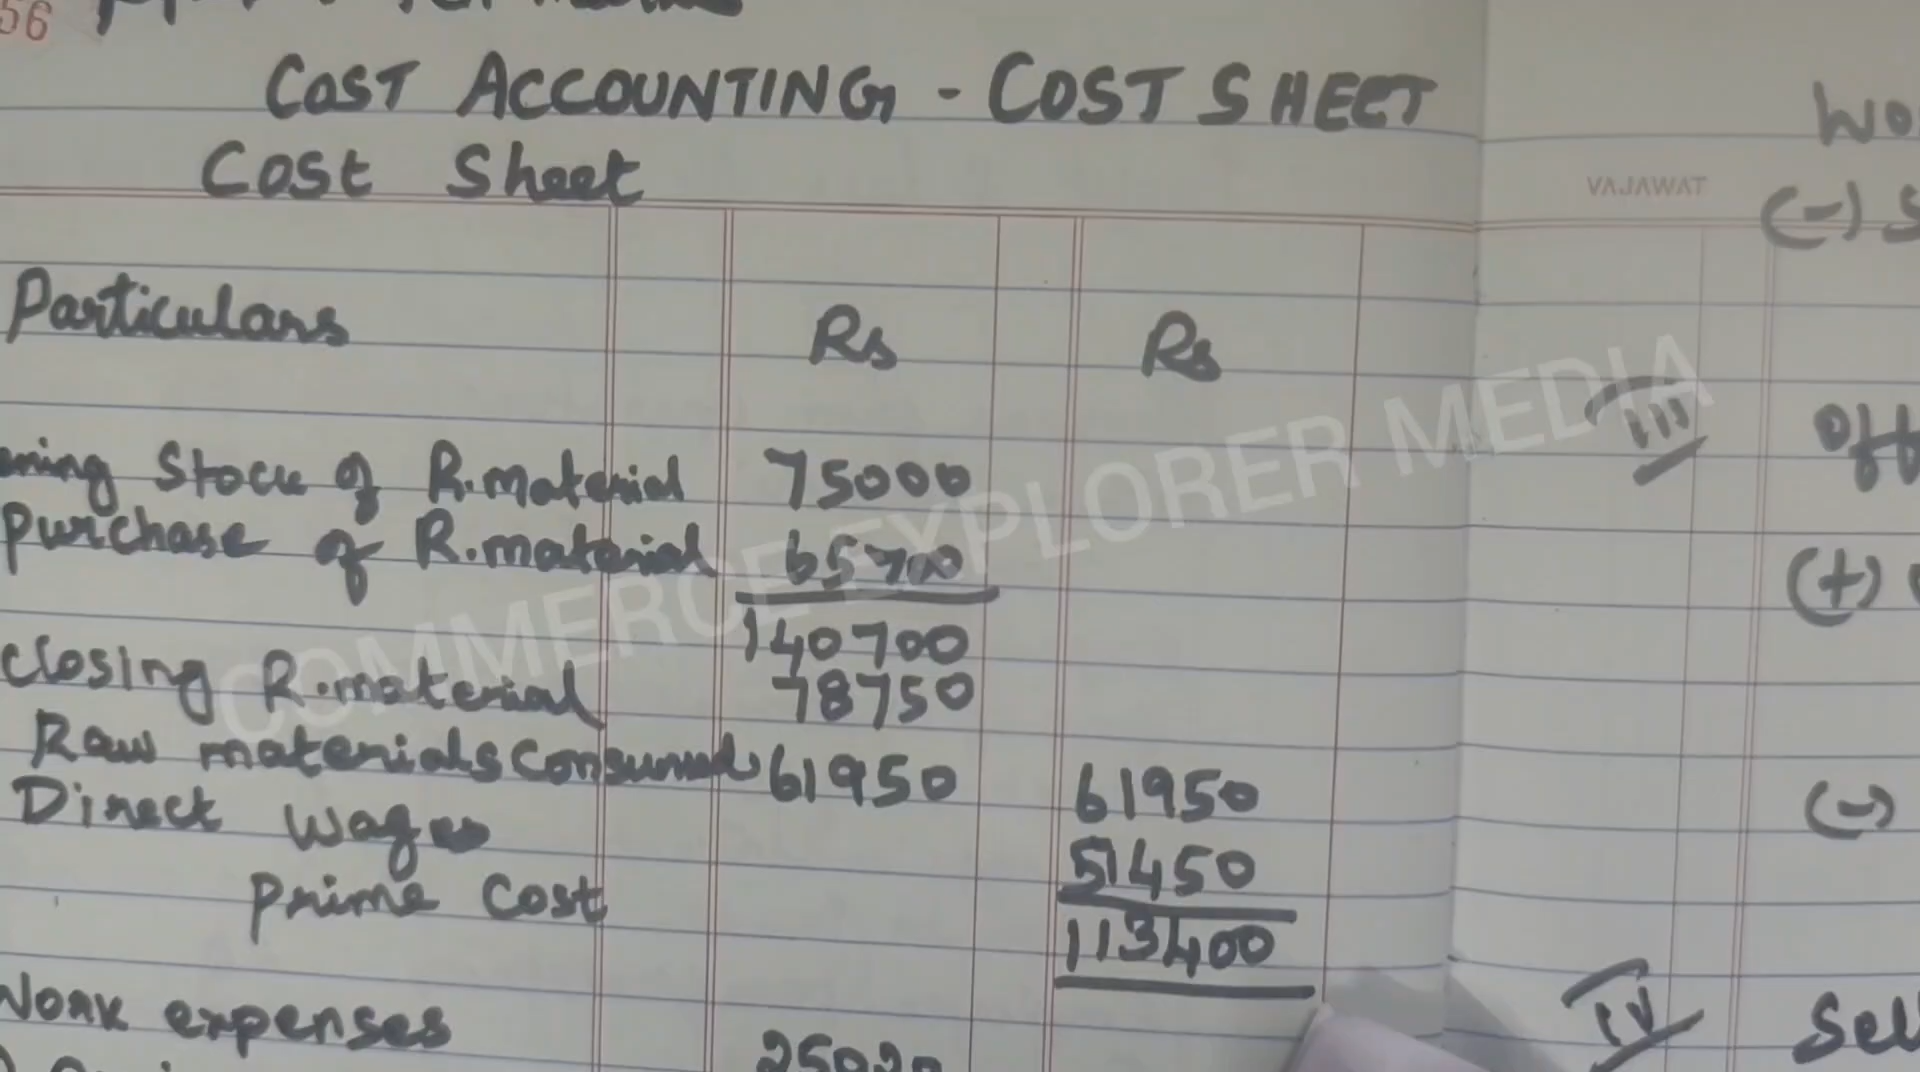 56
COST ACCOUNTING - COST SHEET
Cost Sheet
VAJAWAT
Particulars Rs Rs
Stock of R.material 75000
Purchase of R.material 65700
140700
Closing R.material 78750
Raw materials consumed 61950 61950
Direct wages 51450
Prime Cost 113400
Work expenses
(-)
III
(+)
(-)
IV
COMMERCE EXPLORER MEDIA